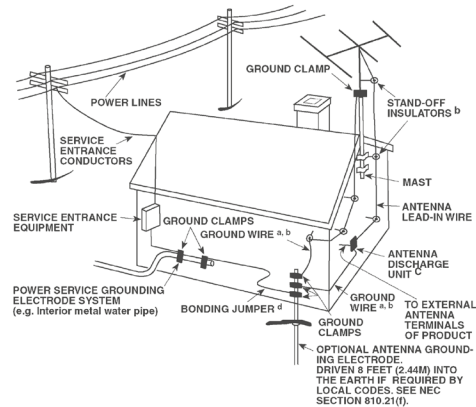 GROUND CLAMP
POWER LINES
STAND-OFF
INSULATORS b
SERVICE
ENTRANCE
CONDUCTORS
MAST
ANTENNA
LEAD-IN WIRE
SERVICE ENTRANCE
EQUIPMENT
GROUND CLAMPS
GROUND WIRE a, b
ANTENNA
DISCHARGE
UNIT C
POWER SERVICE GROUNDING
ELECTRODE SYSTEM
(e.g. Interior metal water pipe)
BONDING JUMPER d
GROUND
WIRE a, b
TO EXTERNAL
ANTENNA
TERMINALS
OF PRODUCT
GROUND
CLAMPS
OPTIONAL ANTENNA GROUND-
ING ELECTRODE.
DRIVEN 8 FEET (2.44M) INTO
THE EARTH IF REQUIRED BY
LOCAL CODES. SEE NEC
SECTION 810.21(f).